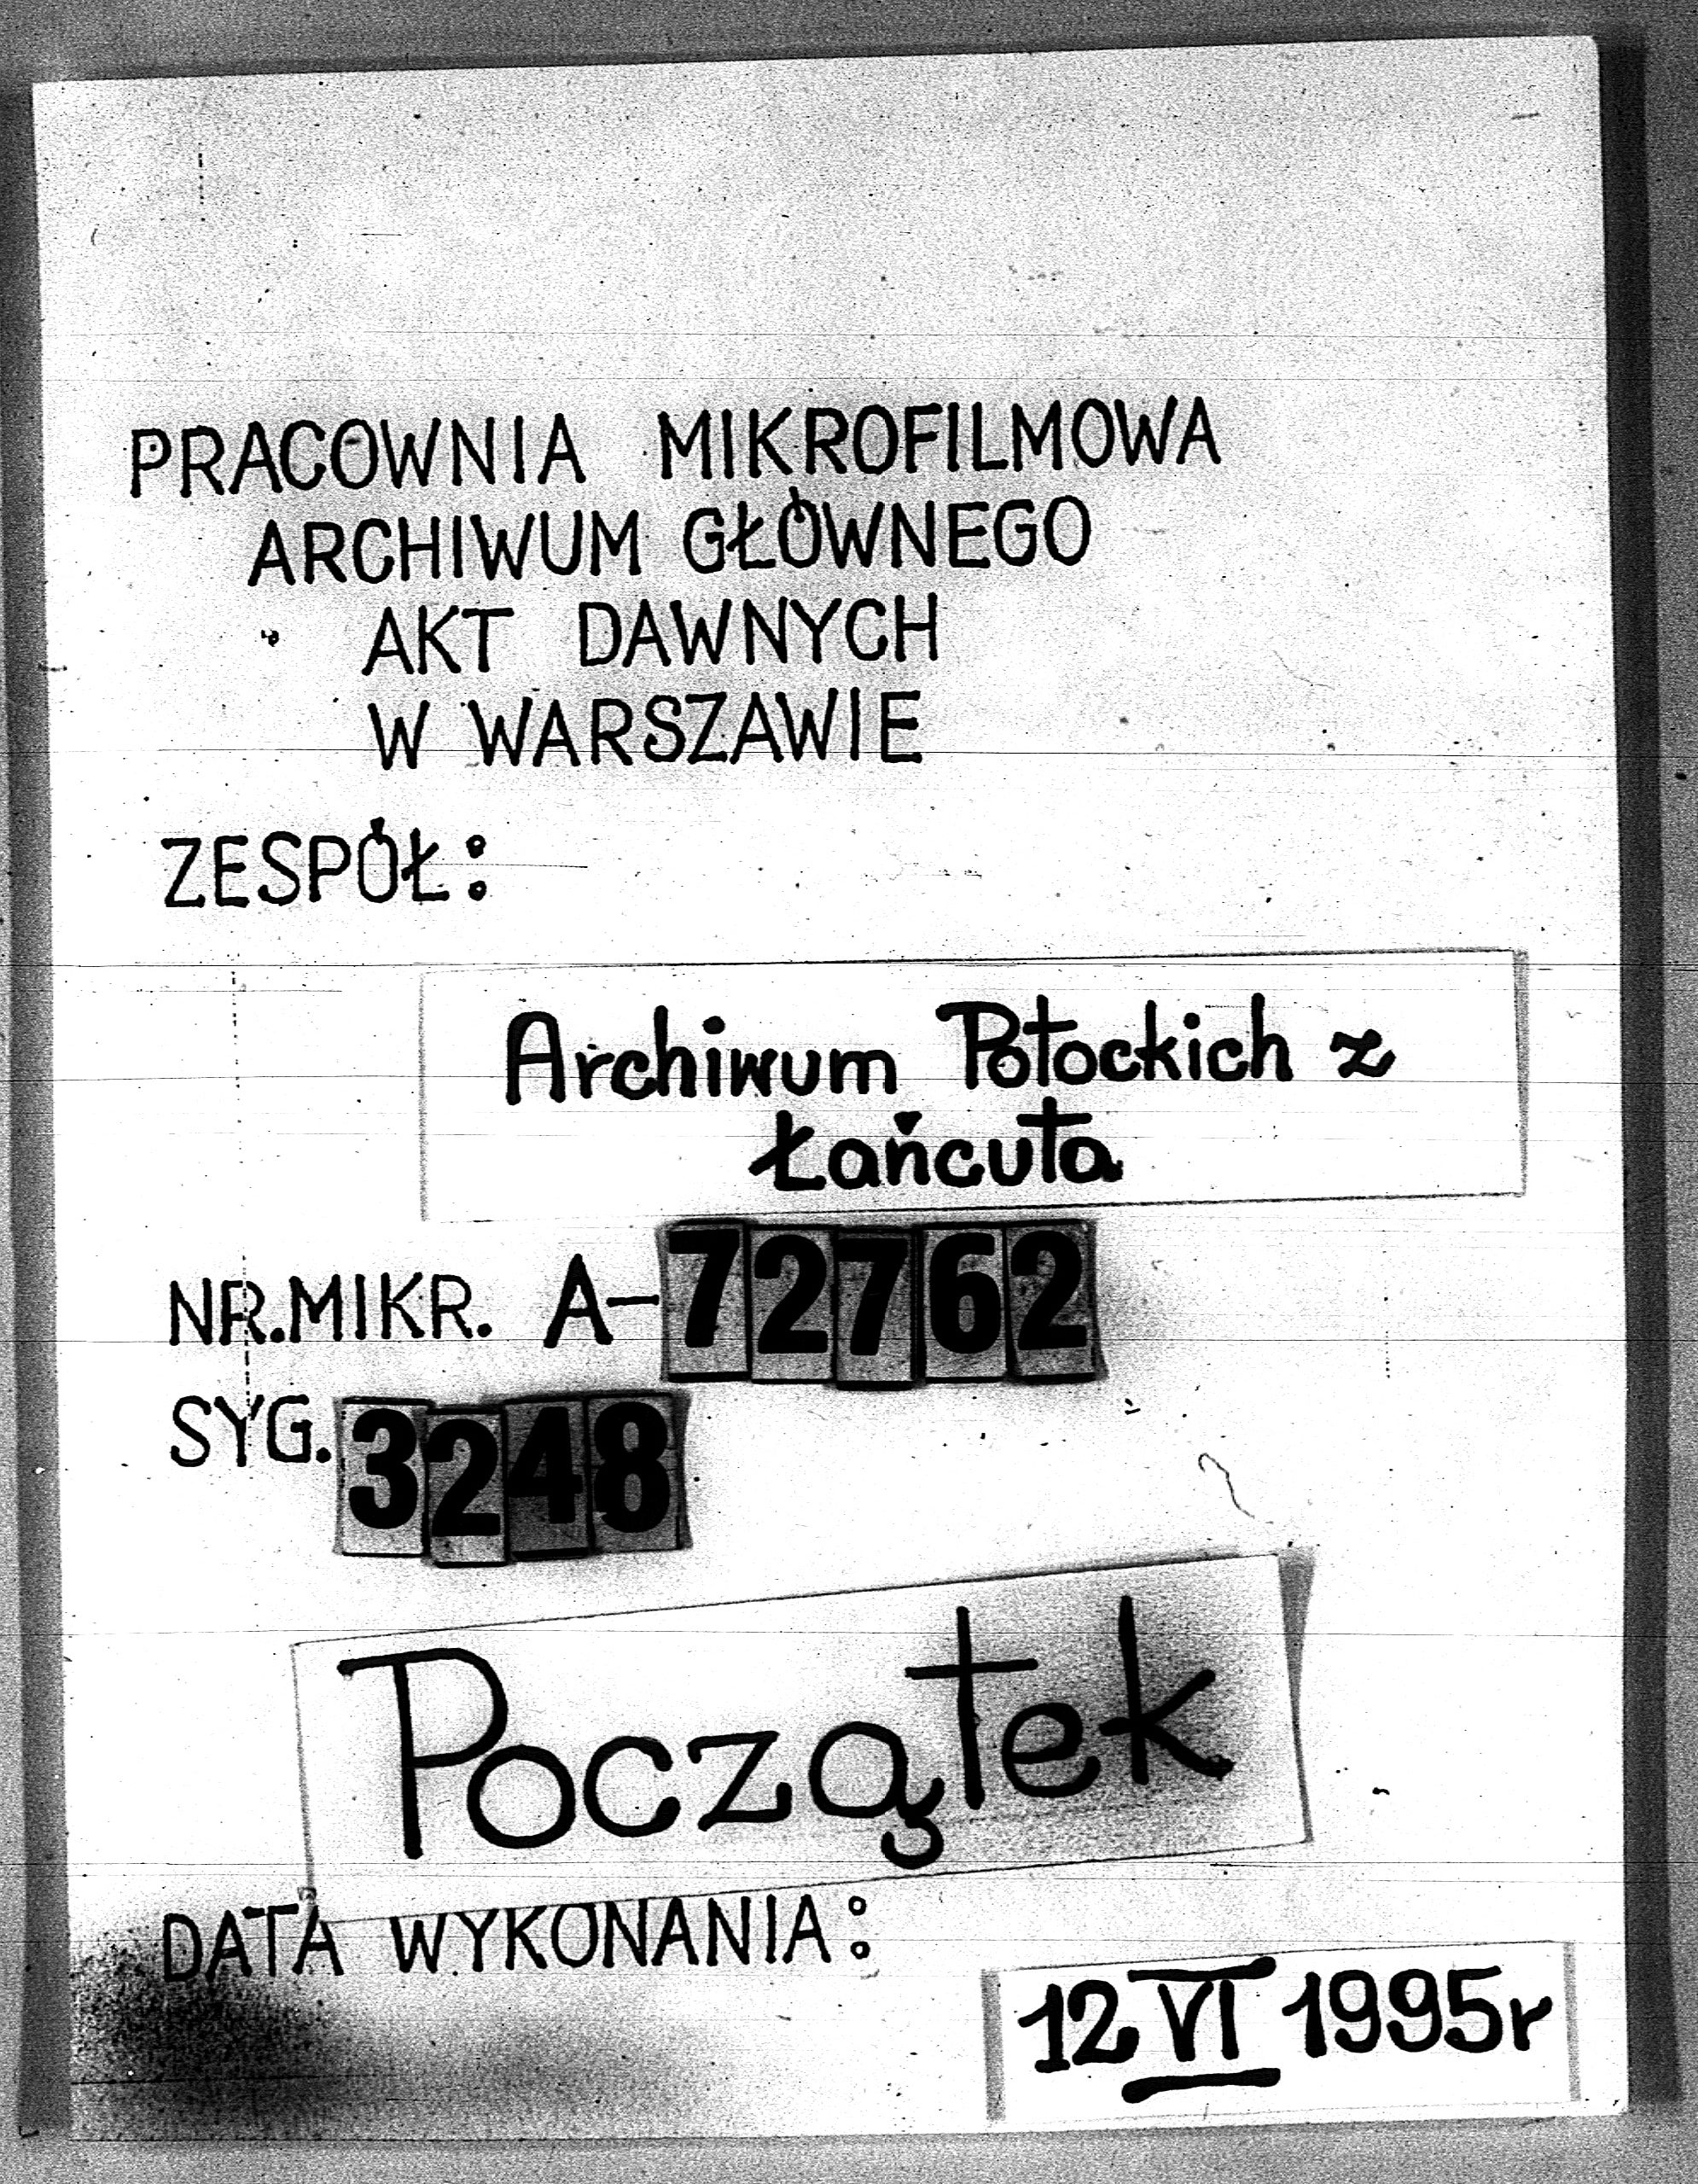 PRACOWNIA MIKROFILMOWA
ARCHIWUM GŁÓWNEGO
AKT DAWNYCH
W WARSZAWIE
ZESPÓŁ:
Archiwum Potockich z
Łańcuta
NR.MIKR. A-72762
SYG. 3248
Początek
DATA WYKONANIA:
12 VI 1995r